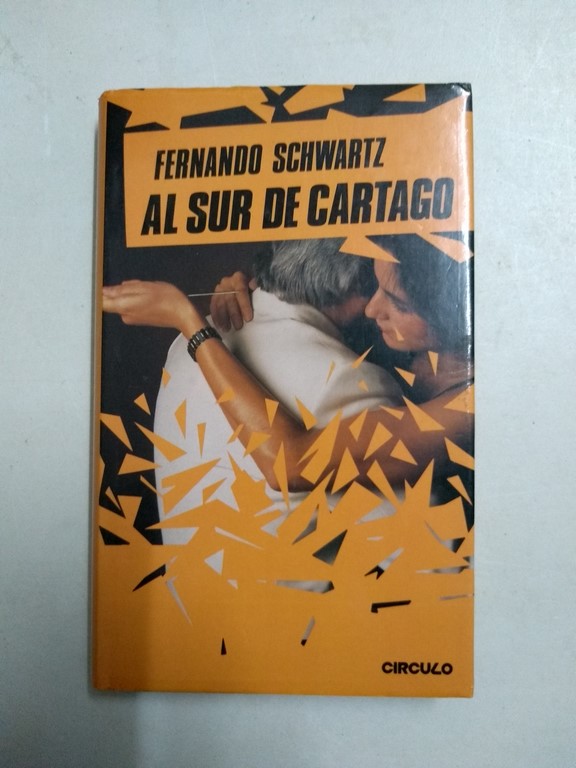 FERNANDO SCHWARTZ
AL SUR DE CARTAGO
CIRCULO